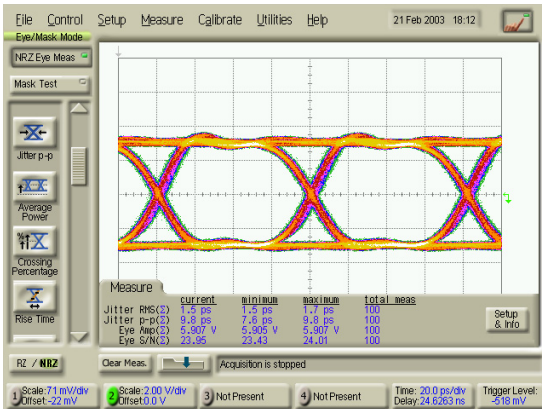 File Control Setup Measure Calibrate Utilities Help 21 Feb 2003 18:12
Eye/Mask Mode
NRZ Eye Meas
Mask Test
Jitter p-p
Average
Power
Crossing
Percentage
Rise Time
Measure
current minimum maximum total meas
Jitter RMS(Σ) 1.5 ps 1.5 ps 1.7 ps 100
Jitter p-p(Σ) 9.8 ps 7.6 ps 9.8 ps 100
Eye Amp(Σ) 5.907 V 5.905 V 5.907 V 100
Eye S/N(Σ) 23.95 23.43 24.01 100
Setup
& Info
RZ / NRZ
Clear Meas.
Acquisition is stopped
1 Scale:71 mV/div
Offset:-22 mV
2 Scale:2.00 V/div
Offset:0.0 V
3 Not Present
4 Not Present
Time: 20.0 ps/div
Delay:24.6263 ns
Trigger Level:
-518 mV